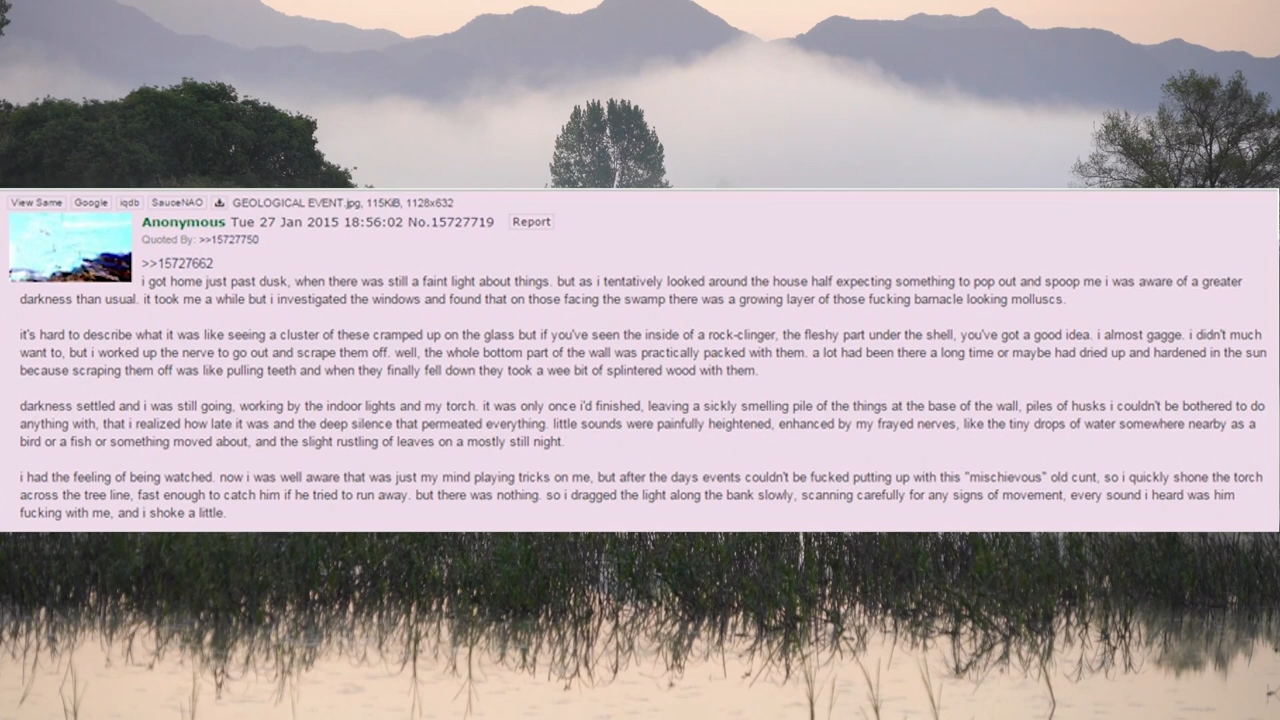 View Same Google iqdb SauceNAO GEOLOGICAL EVENT.jpg, 115KiB, 1128x632
Anonymous Tue 27 Jan 2015 18:56:02 No.15727719 Report
Quoted By: >>15727750
>>15727662
i got home just past dusk, when there was still a faint light about things. but as i tentatively looked around the house half expecting something to pop out and spoop me i was aware of a greater
darkness than usual. it took me a while but i investigated the windows and found that on those facing the swamp there was a growing layer of those fucking barnacle looking molluscs.
it's hard to describe what it was like seeing a cluster of these cramped up on the glass but if you've seen the inside of a rock-clinger, the fleshy part under the shell, you've got a good idea. i almost gagge. i didn't much
want to, but i worked up the nerve to go out and scrape them off. well, the whole bottom part of the wall was practically packed with them. a lot had been there a long time or maybe had dried up and hardened in the sun
because scraping them off was like pulling teeth and when they finally fell down they took a wee bit of splintered wood with them.
darkness settled and i was still going, working by the indoor lights and my torch. it was only once i'd finished, leaving a sickly smelling pile of the things at the base of the wall, piles of husks i couldn't be bothered to do
anything with, that i realized how late it was and the deep silence that permeated everything. little sounds were painfully heightened, enhanced by my frayed nerves, like the tiny drops of water somewhere nearby as a
bird or a fish or something moved about, and the slight rustling of leaves on a mostly still night.
i had the feeling of being watched. now i was well aware that was just my mind playing tricks on me, but after the days events couldn't be fucked putting up with this "mischievous" old cunt, so i quickly shone the torch
across the tree line, fast enough to catch him if he tried to run away. but there was nothing. so i dragged the light along the bank slowly, scanning carefully for any signs of movement, every sound i heard was him
fucking with me, and i shoke a little.